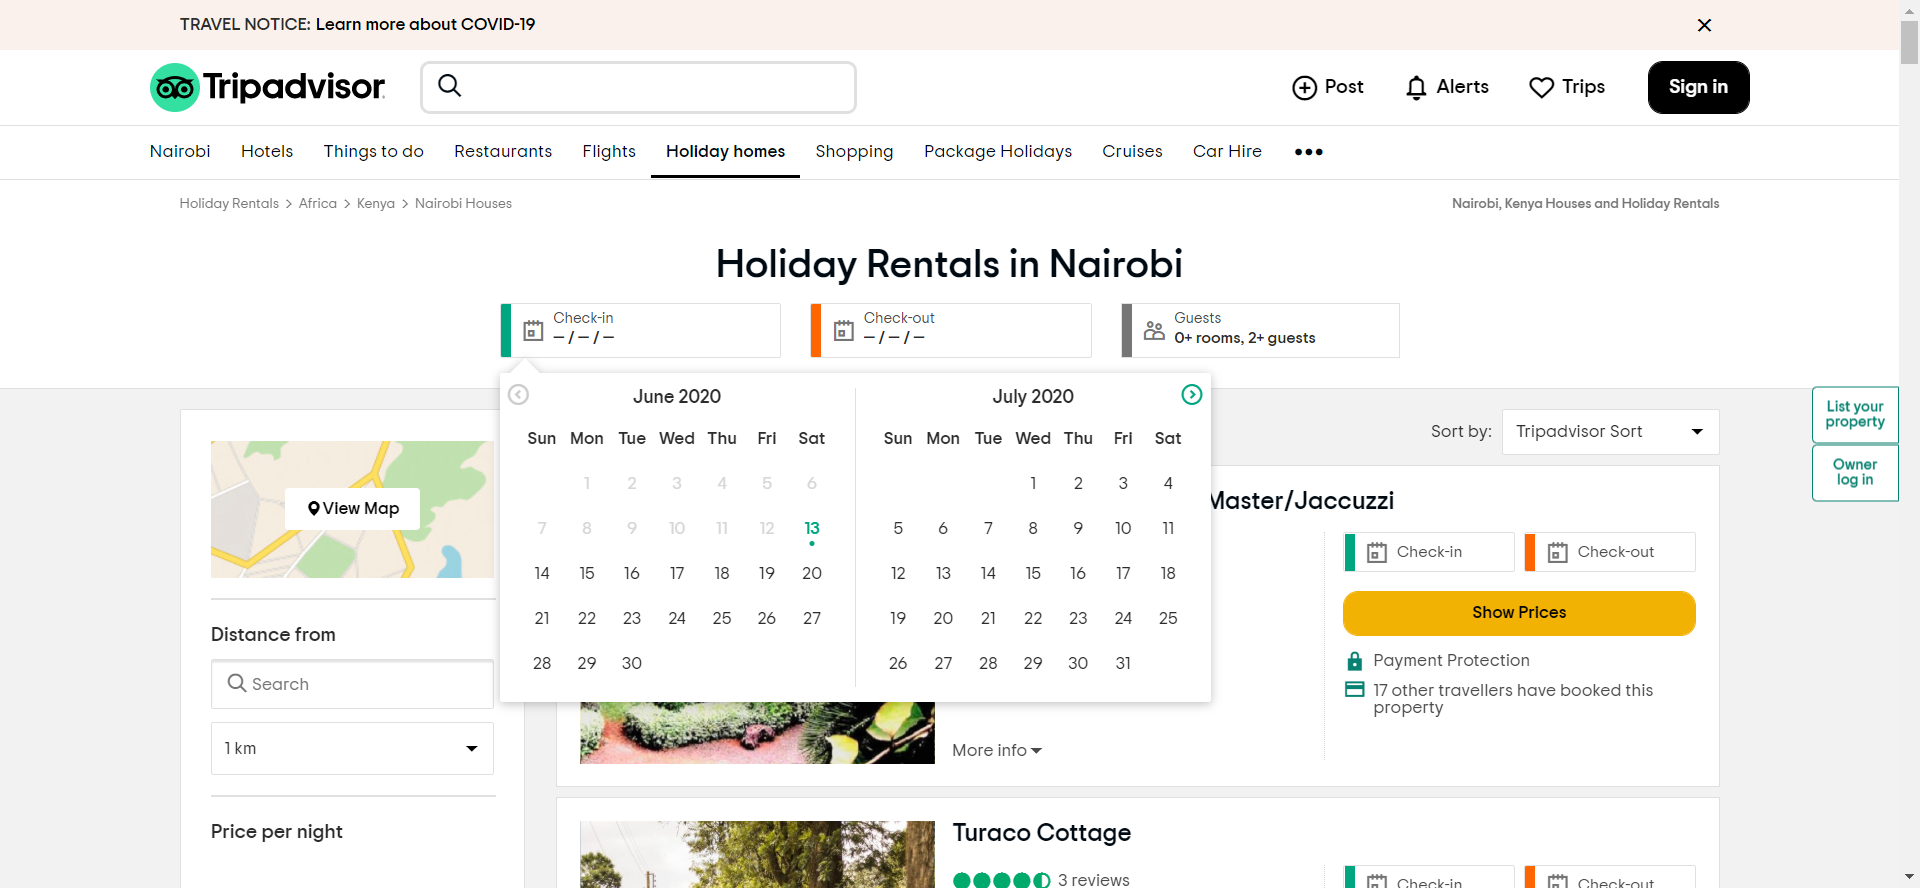 TRAVEL NOTICE: Learn more about COVID-19
Tripadvisor
Post
Alerts
Trips
Sign in
Nairobi
Hotels
Things to do
Restaurants
Flights
Holiday homes
Shopping
Package Holidays
Cruises
Car Hire
Holiday Rentals > Africa > Kenya > Nairobi Houses
Nairobi, Kenya Houses and Holiday Rentals
Holiday Rentals in Nairobi
Check-in
– / – / –
Check-out
– / – / –
Guests
0+ rooms, 2+ guests
June 2020
Sun Mon Tue Wed Thu Fri Sat
1 2 3 4 5 6
7 8 9 10 11 12 13
14 15 16 17 18 19 20
21 22 23 24 25 26 27
28 29 30
July 2020
Sun Mon Tue Wed Thu Fri Sat
1 2 3 4
5 6 7 8 9 10 11
12 13 14 15 16 17 18
19 20 21 22 23 24 25
26 27 28 29 30 31
List your
property
Owner
log in
View Map
Distance from
Search
1 km
Price per night
Sort by:
Tripadvisor Sort
Master/Jaccuzzi
Check-in
Check-out
Show Prices
Payment Protection
17 other travellers have booked this
property
More info
Turaco Cottage
3 reviews
Check-in
Check-out